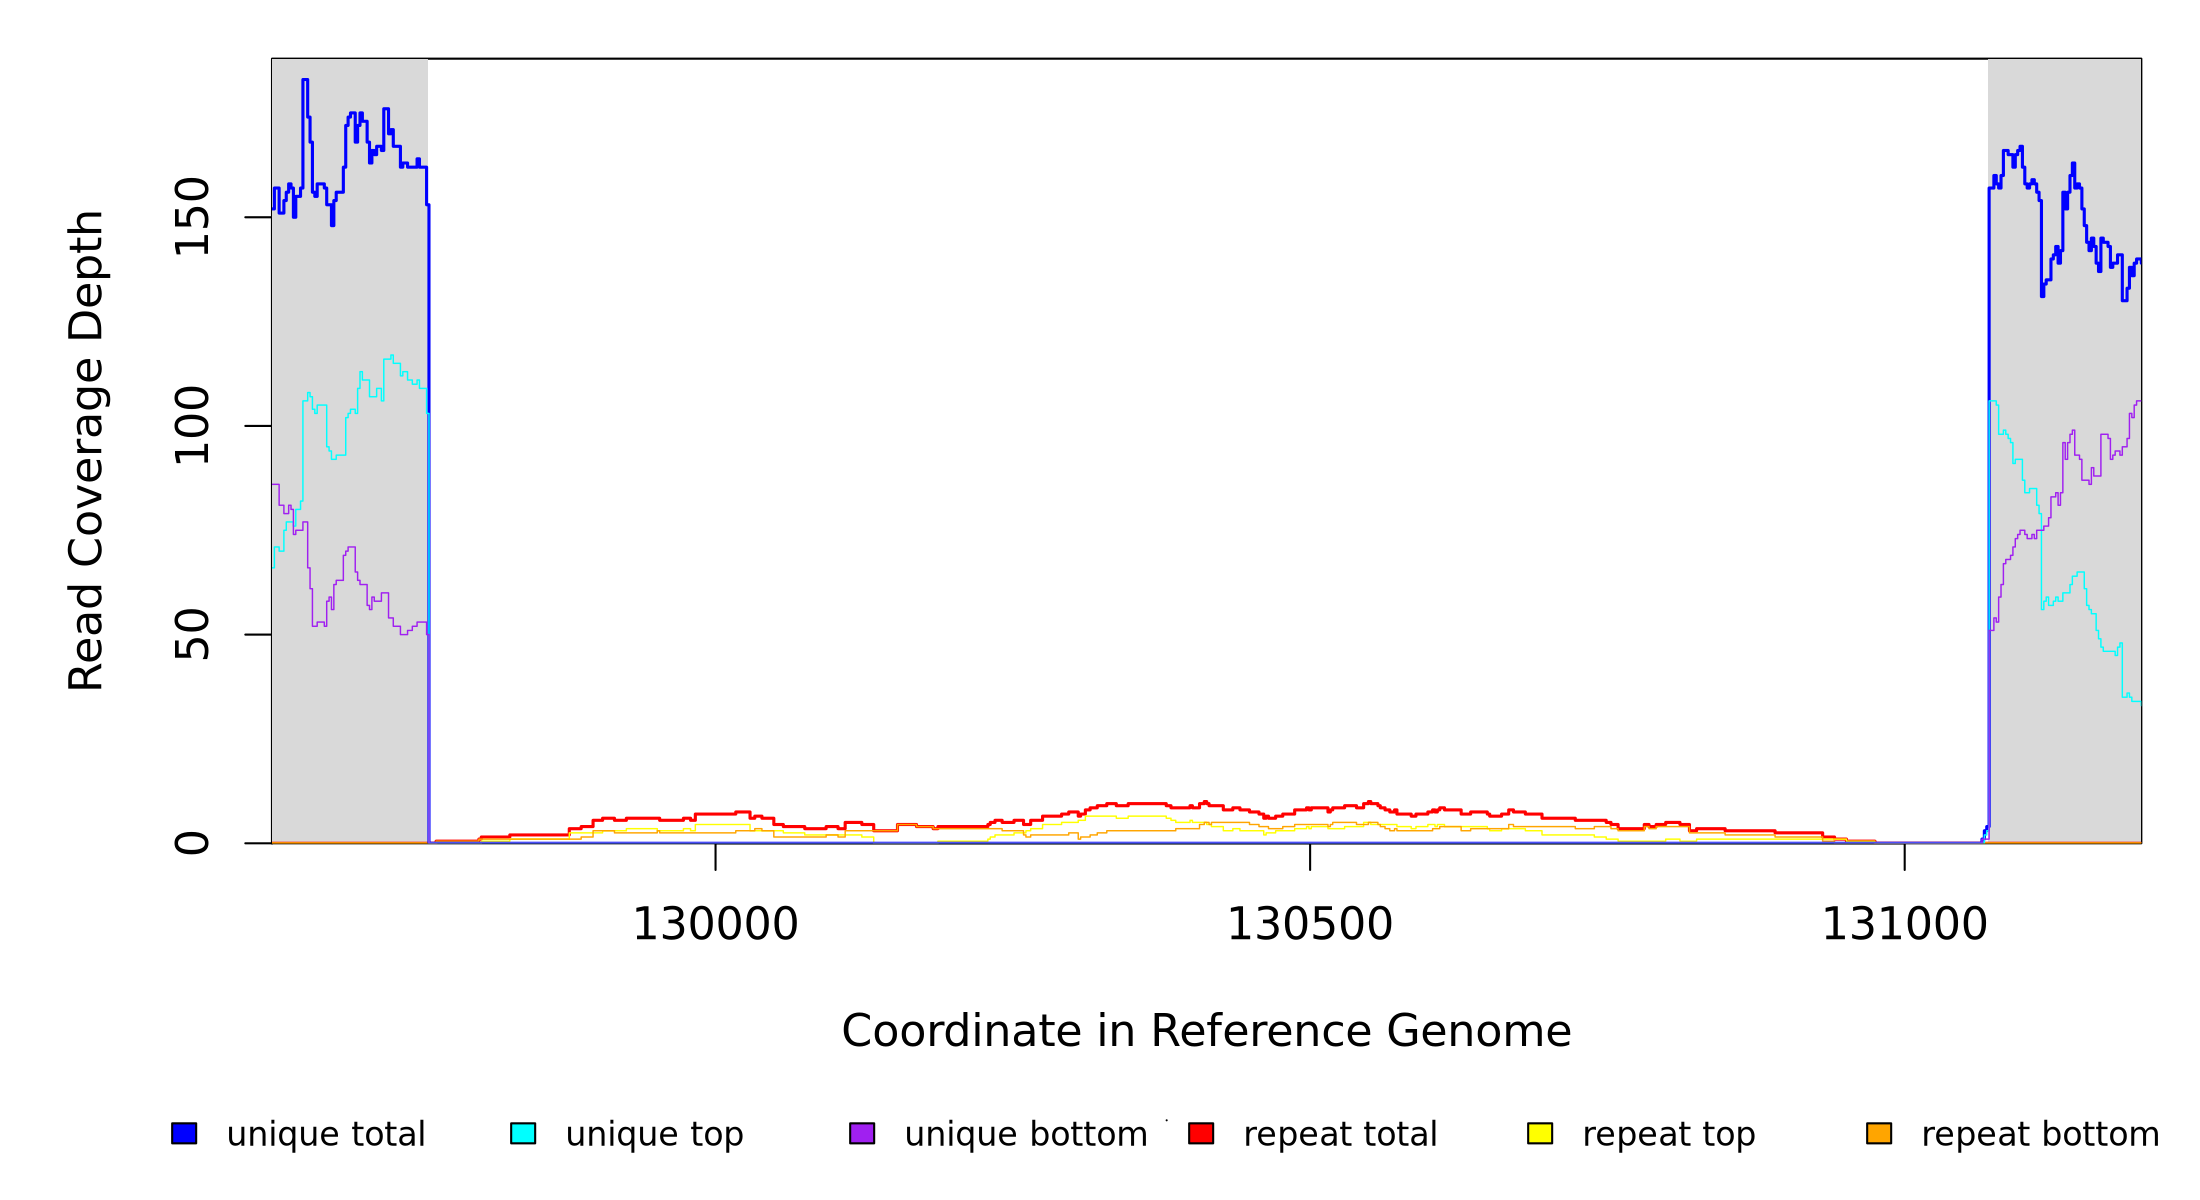 Read Coverage Depth
150
100
50
0
130000 130500 131000
Coordinate in Reference Genome
unique total unique top unique bottom repeat total repeat top repeat bottom